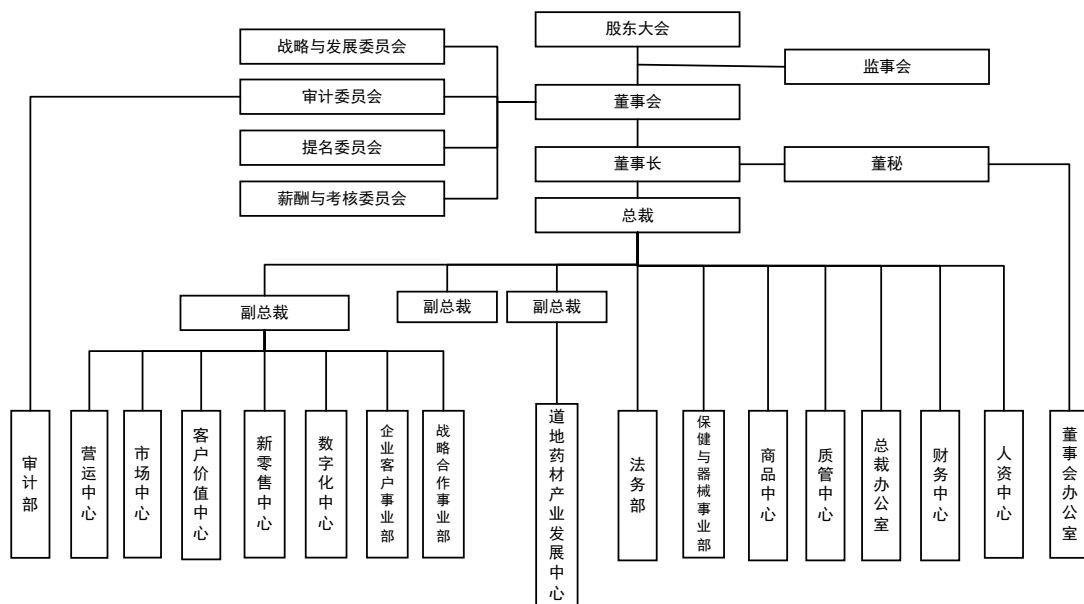 股东大会
战略与发展委员会
监事会
审计委员会
董事会
提名委员会
董事长
董秘
薪酬与考核委员会
总裁
副总裁
副总裁
副总裁
审计部
营运中心
市场中心
客户价值中心
新零售中心
数字化中心
企业客户事业部
战略合作事业部
道地药材产业发展中心
法务部
保健与器械事业部
商品中心
质管中心
总裁办公室
财务中心
人资中心
董事会办公室